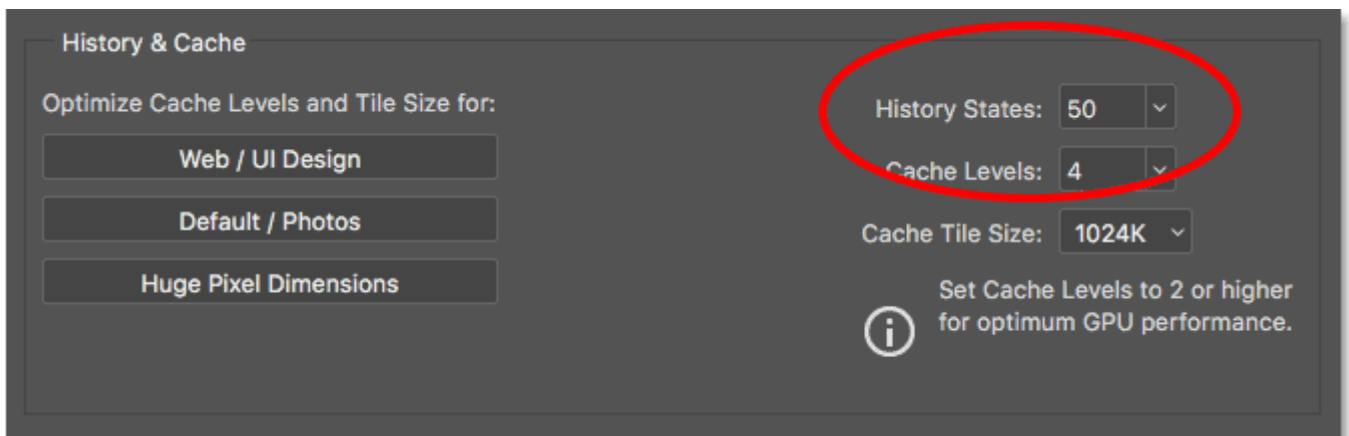 History & Cache
Optimize Cache Levels and Tile Size for:
Web / UI Design
Default / Photos
Huge Pixel Dimensions
History States: 50
Cache Levels: 4
Cache Tile Size: 1024K
Set Cache Levels to 2 or higher
for optimum GPU performance.